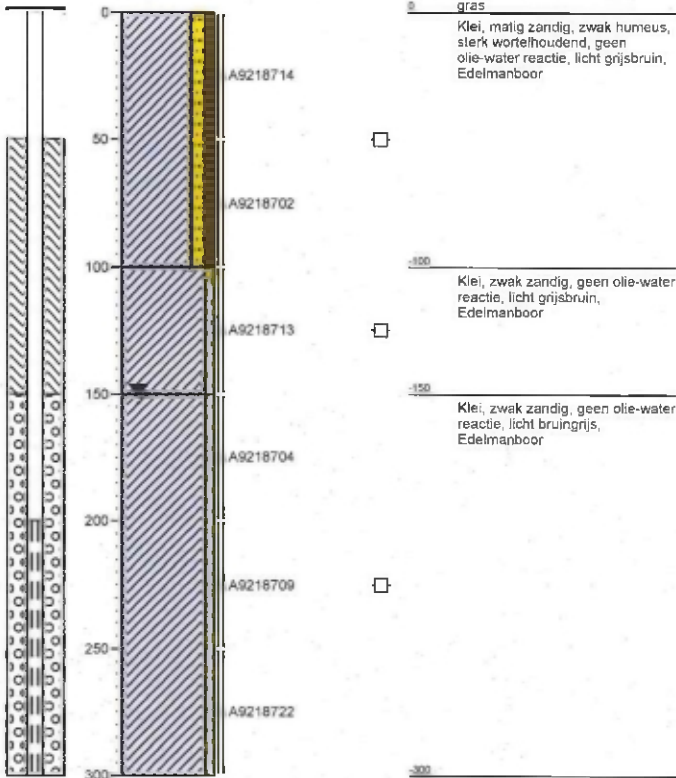 0
50
100
150
200
250
300
A9218714
A9218702
A9218713
A9218704
A9218709
A9218722
0
gras
Klei, matig zandig, zwak humeus,
sterk wortelhoudend, geen
olie-water reactie, licht grijsbruin,
Edelmanboor
-100
Klei, zwak zandig, geen olie-water
reactie, licht grijsbruin,
Edelmanboor
-150
Klei, zwak zandig, geen olie-water
reactie, licht bruingrijs,
Edelmanboor
-300